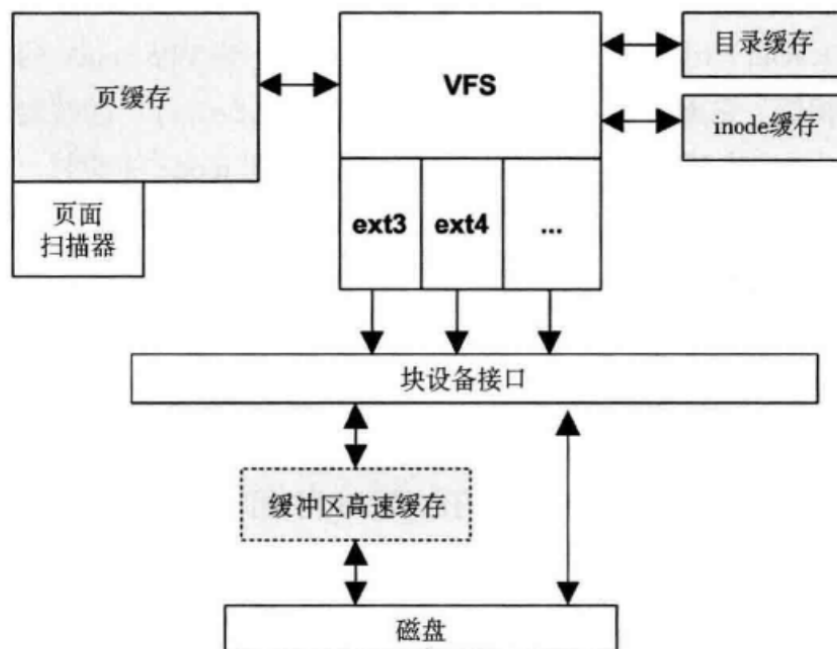 页缓存
VFS
目录缓存
inode缓存
页面
扫描器
ext3
ext4
...
块设备接口
缓冲区高速缓存
磁盘